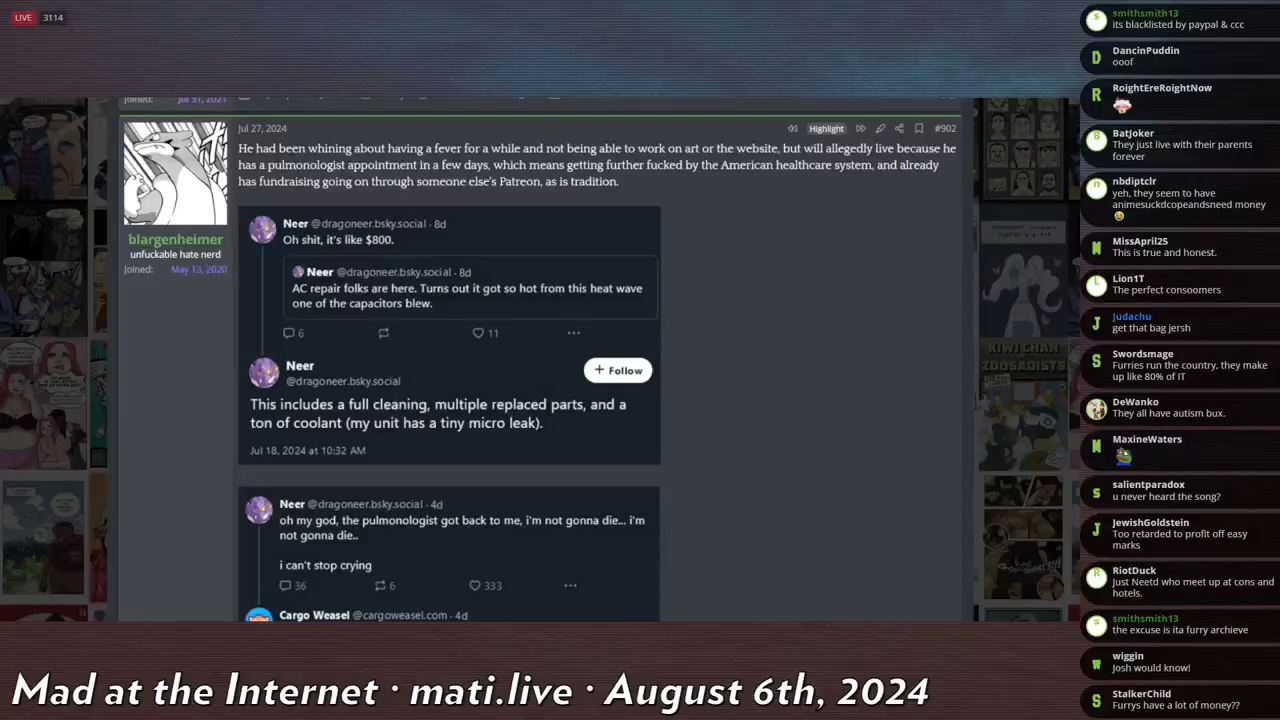 LIVE 3114
Joined: Jul 31, 2021
Jul 27, 2024
Highlight
#902
He had been whining about having a fever for a while and not being able to work on art or the website, but will allegedly live because he
has a pulmonologist appointment in a few days, which means getting further fucked by the American healthcare system, and already
has fundraising going on through someone else's Patreon, as is tradition.
blargenheimer
unfuckable hate nerd
Joined: May 13, 2020
Neer @dragoneer.bsky.social · 8d
Oh shit, it's like $800.
Neer @dragoneer.bsky.social · 8d
AC repair folks are here. Turns out it got so hot from this heat wave
one of the capacitors blew.
6
11
Neer
@dragoneer.bsky.social
+ Follow
This includes a full cleaning, multiple replaced parts, and a
ton of coolant (my unit has a tiny micro leak).
Jul 18, 2024 at 10:32 AM
Neer @dragoneer.bsky.social · 4d
oh my god, the pulmonologist got back to me, i'm not gonna die... i'm
not gonna die..
i can't stop crying
36
6
333
Cargo Weasel @cargoweasel.com · 4d
KIWI CHAN
ZOOSADISTS
smithsmith13
its blacklisted by paypal & ccc
D
DancinPuddin
ooof
R
RoightEreRoightNow
BatJoker
They just live with their parents
forever
nbdiptclr
yeh, they seem to have
animesuckdcopeandsneed money
MissApril25
This is true and honest.
Lion1T
The perfect consoomers
J
Judachu
get that bag jersh
S
Swordsmage
Furries run the country, they make
up like 80% of IT
DeWanko
They all have autism bux.
MaxineWaters
s
salientparadox
u never heard the song?
J
JewishGoldstein
Too retarded to profit off easy
marks
RiotDuck
Just Neetd who meet up at cons and
hotels.
smithsmith13
the excuse is ita furry archieve
w
wiggin
Josh would know!
S
StalkerChild
Furrys have a lot of money??
Mad at the Internet · mati.live · August 6th, 2024